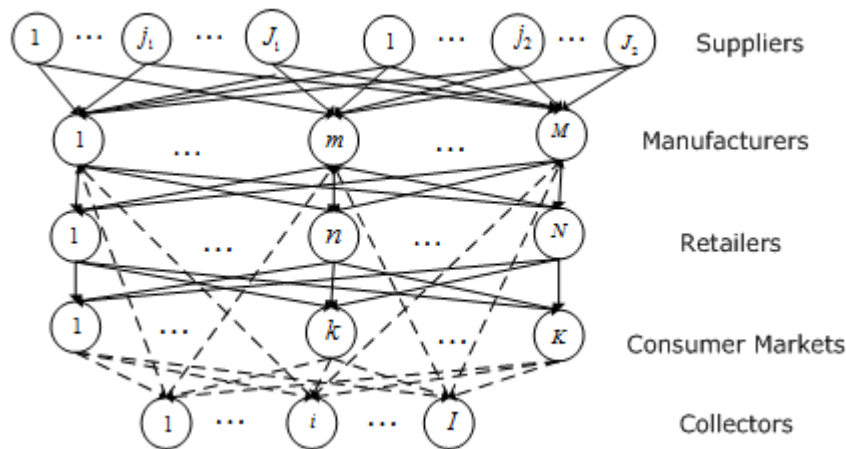 1 ... j₁ ... J₁ 1 ... j₂ ... J₂ Suppliers
1 ... m ... M Manufacturers
1 ... n ... N Retailers
1 ... k ... K Consumer Markets
1 ... i ... I Collectors